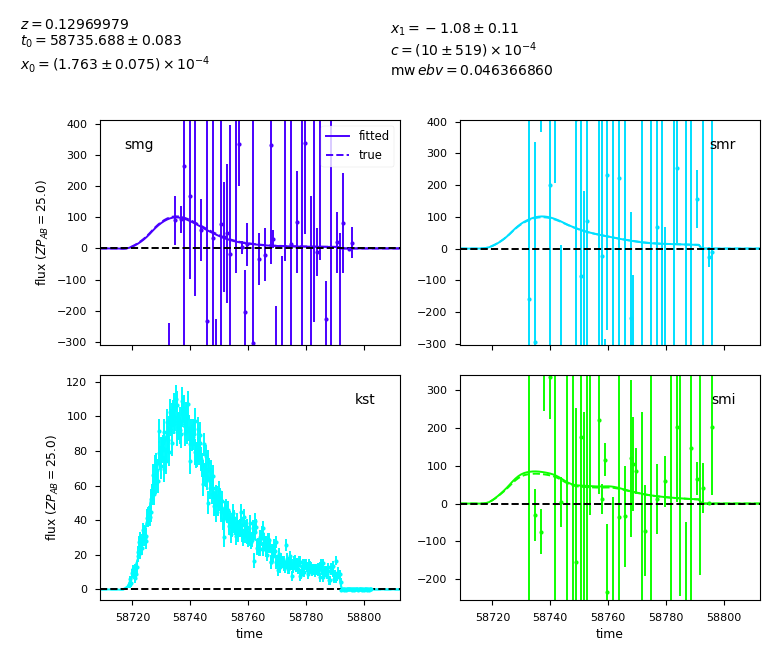 z = 0.12969979
t₀ = 58735.688 ± 0.083
x₀ = (1.763 ± 0.075) × 10⁻⁴
x₁ = −1.08 ± 0.11
c = (10 ± 519) × 10⁻⁴
mw ebv = 0.046366860
smg
fitted
true
400
300
200
100
0
−100
−200
−300
flux (ZP_AB = 25.0)
smr
400
300
200
100
0
−100
−200
−300
kst
120
100
80
60
40
20
0
flux (ZP_AB = 25.0)
58720 58740 58760 58780 58800
time
smi
300
200
100
0
−100
−200
58720 58740 58760 58780 58800
time